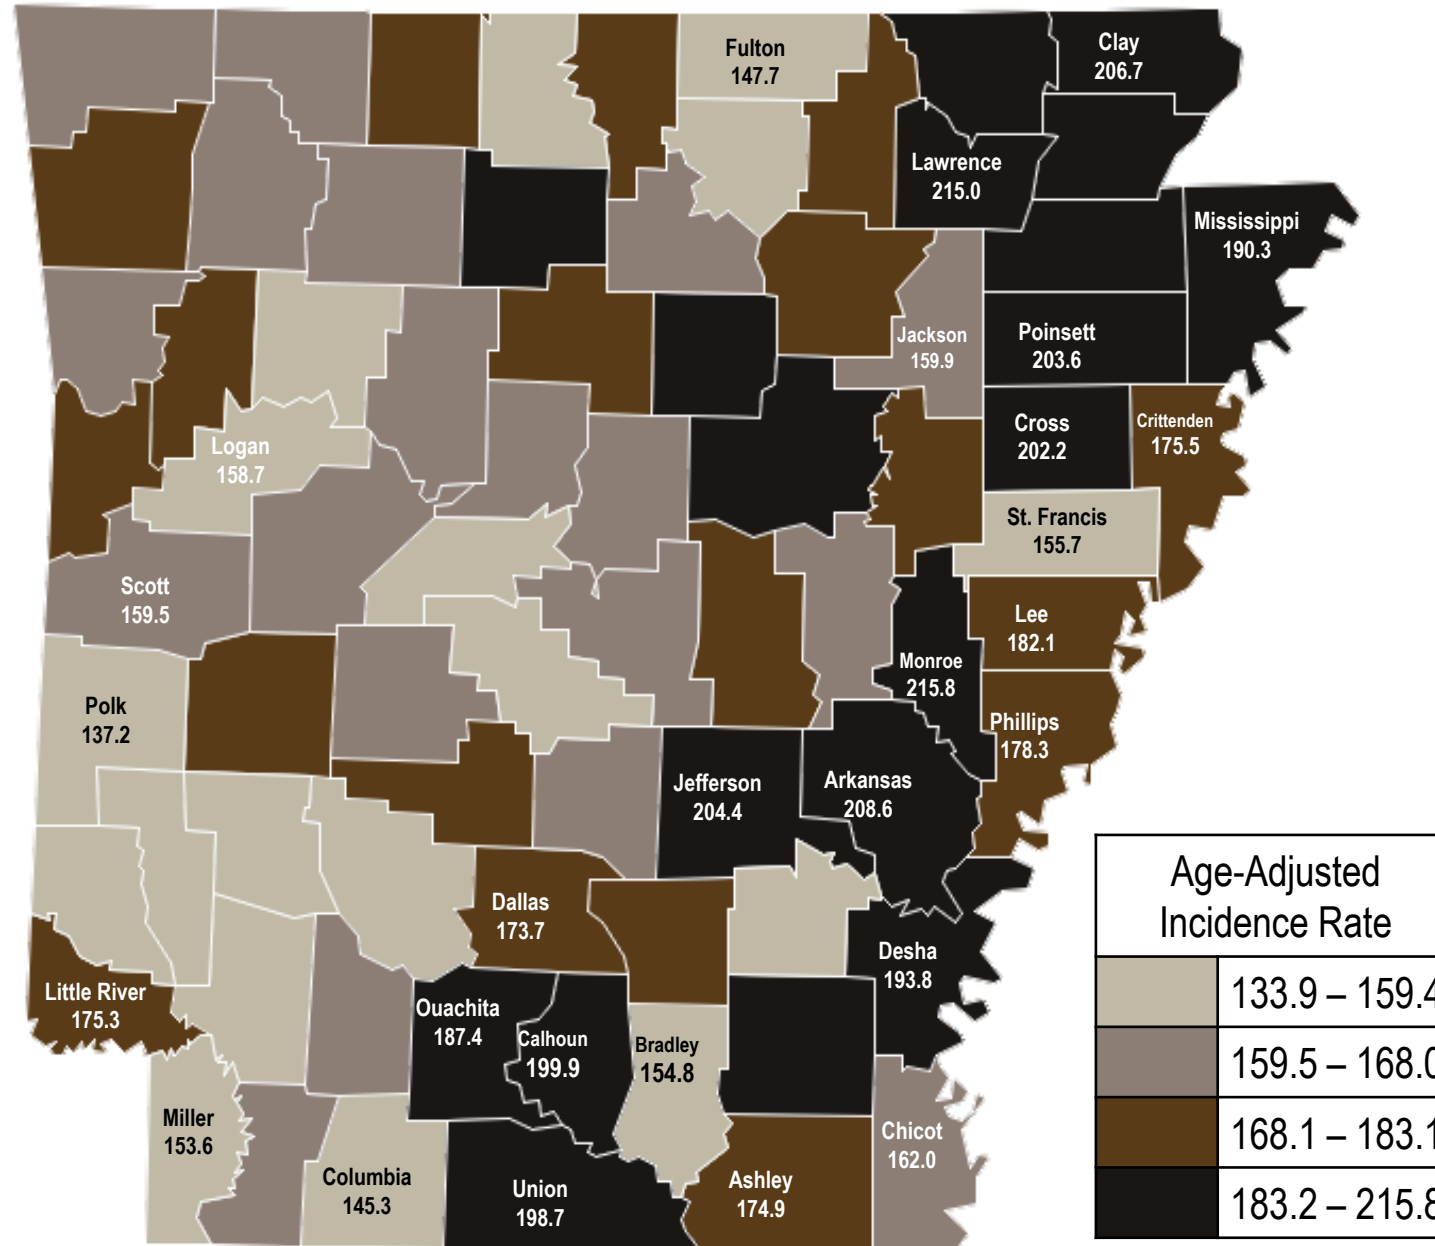 Fulton
147.7
Clay
206.7
Lawrence
215.0
Mississippi
190.3
Jackson
159.9
Poinsett
203.6
Cross
202.2
Crittenden
175.5
Logan
158.7
St. Francis
155.7
Scott
159.5
Lee
182.1
Monroe
215.8
Polk
137.2
Phillips
178.3
Jefferson
204.4
Arkansas
208.6
Dallas
173.7
Desha
193.8
Little River
175.3
Ouachita
187.4
Calhoun
199.9
Bradley
154.8
Miller
153.6
Chicot
162.0
Columbia
145.3
Union
198.7
Ashley
174.9
Age-Adjusted
Incidence Rate
133.9 – 159.4
159.5 – 168.0
168.1 – 183.1
183.2 – 215.8